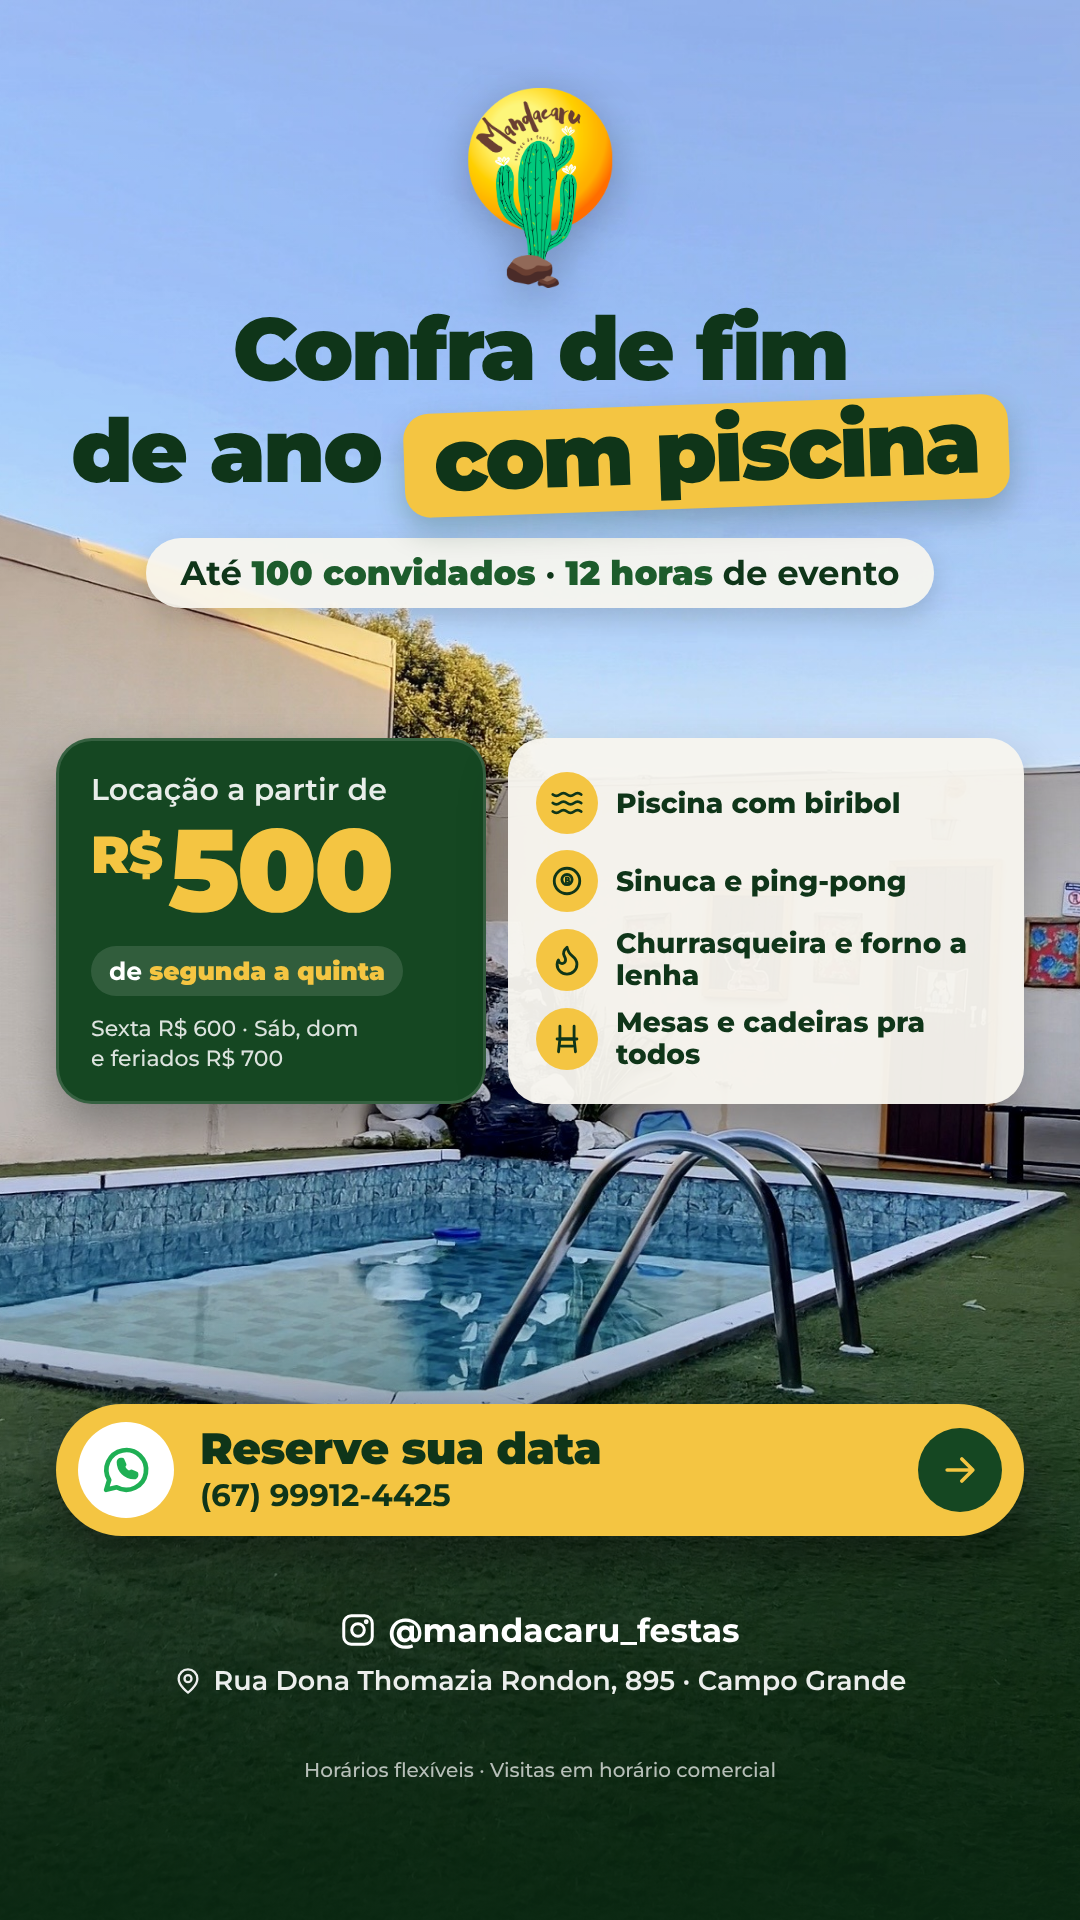 Mandacaru
espaço de festas
Confra de fim
de ano com piscina
Até 100 convidados · 12 horas de evento
Locação a partir de
R$ 500
de segunda a quinta
Sexta R$ 600 · Sáb, dom
e feriados R$ 700
Piscina com biribol
Sinuca e ping-pong
Churrasqueira e forno a
lenha
Mesas e cadeiras pra
todos
Reserve sua data
(67) 99912-4425
@mandacaru_festas
Rua Dona Thomazia Rondon, 895 · Campo Grande
Horários flexíveis · Visitas em horário comercial